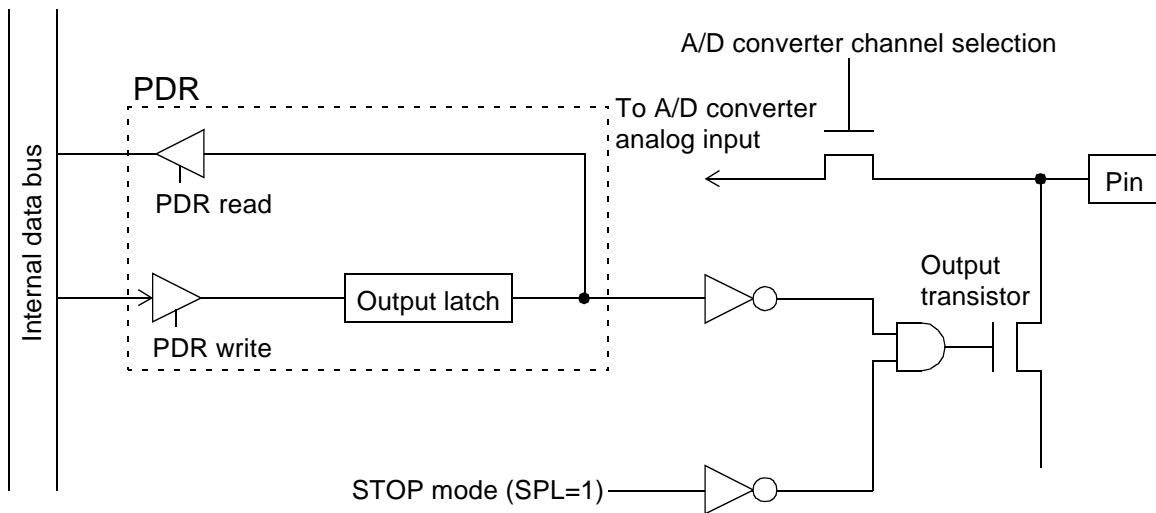 A/D converter channel selection
PDR
To A/D converter
analog input
Pin
PDR read
Internal data bus
Output
transistor
Output latch
PDR write
STOP mode (SPL=1)